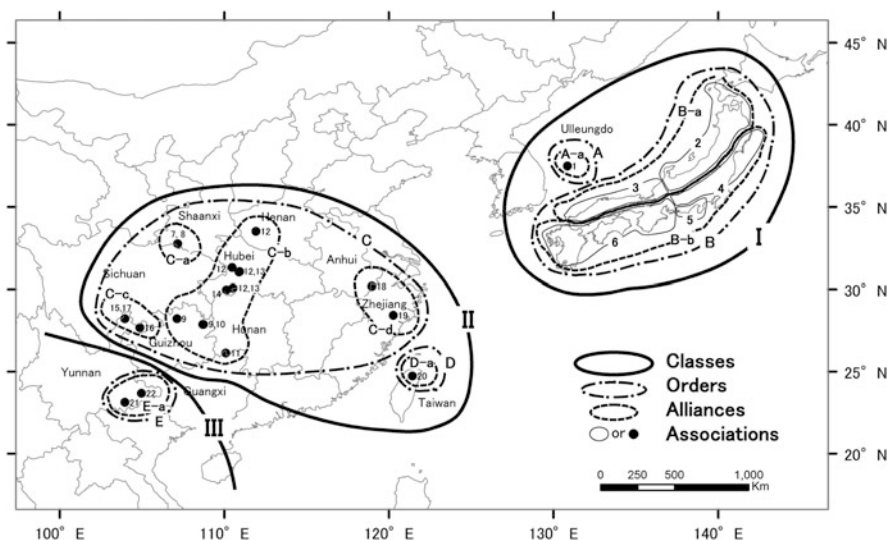 45° N
40° N
35° N
30° N
25° N
20° N
B-a
Ulleungdo
A-a
A
1
2
3
4
5
6
B-b
B
I
Shaanxi
7, 8
C-a
Henan
12
C-b
C
Hubei
12
12,13
12,13
14
Anhui
18
Sichuan
C-c
15,17
16
9
9,10
Zhejiang
19
C-d
II
Guizhou
Hunan
11
D-a
D
20
Taiwan
Yunnan
Guangxi
22
21
E-a
E
III
Classes
Orders
Alliances
or
Associations
0 250 500 1,000
Km
100° E
110° E
120° E
130° E
140° E